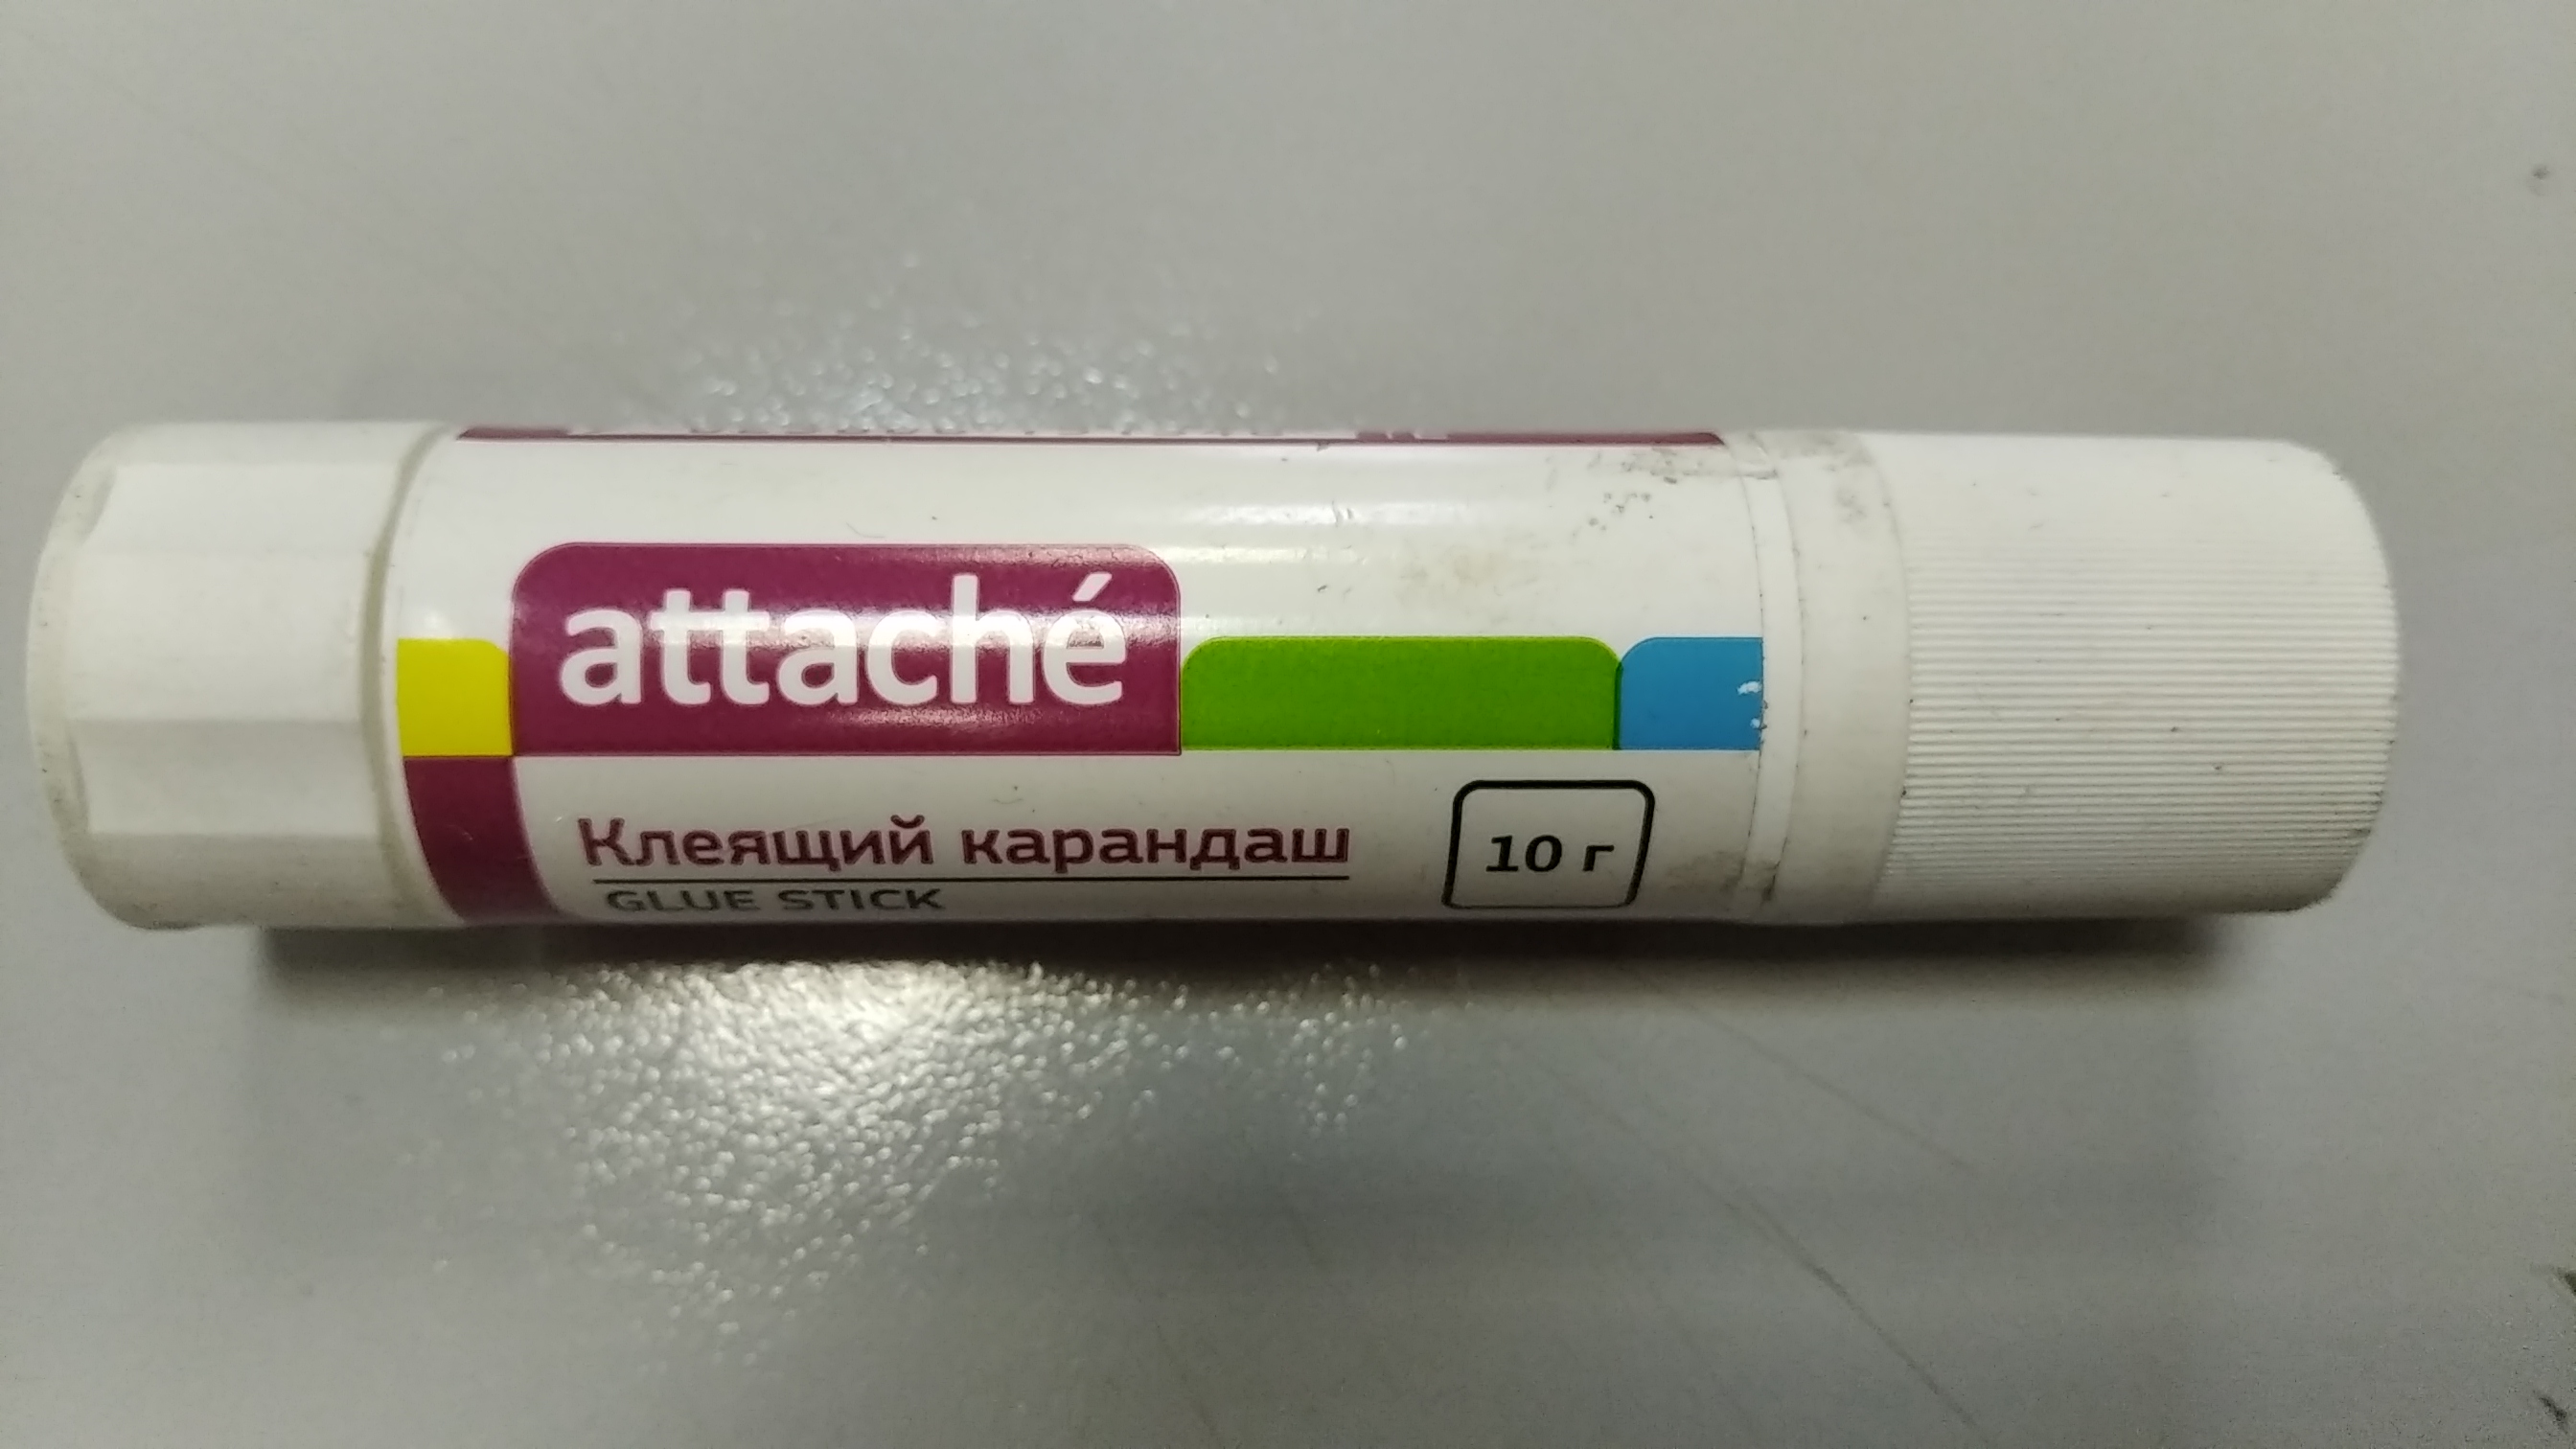 attaché
Клеящий карандаш
GLUE STICK
10 г